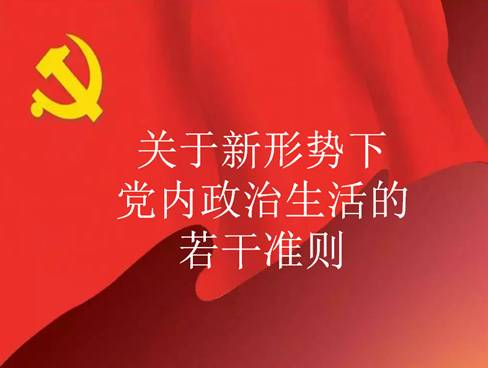 关于新形势下
党内政治生活的
若干准则